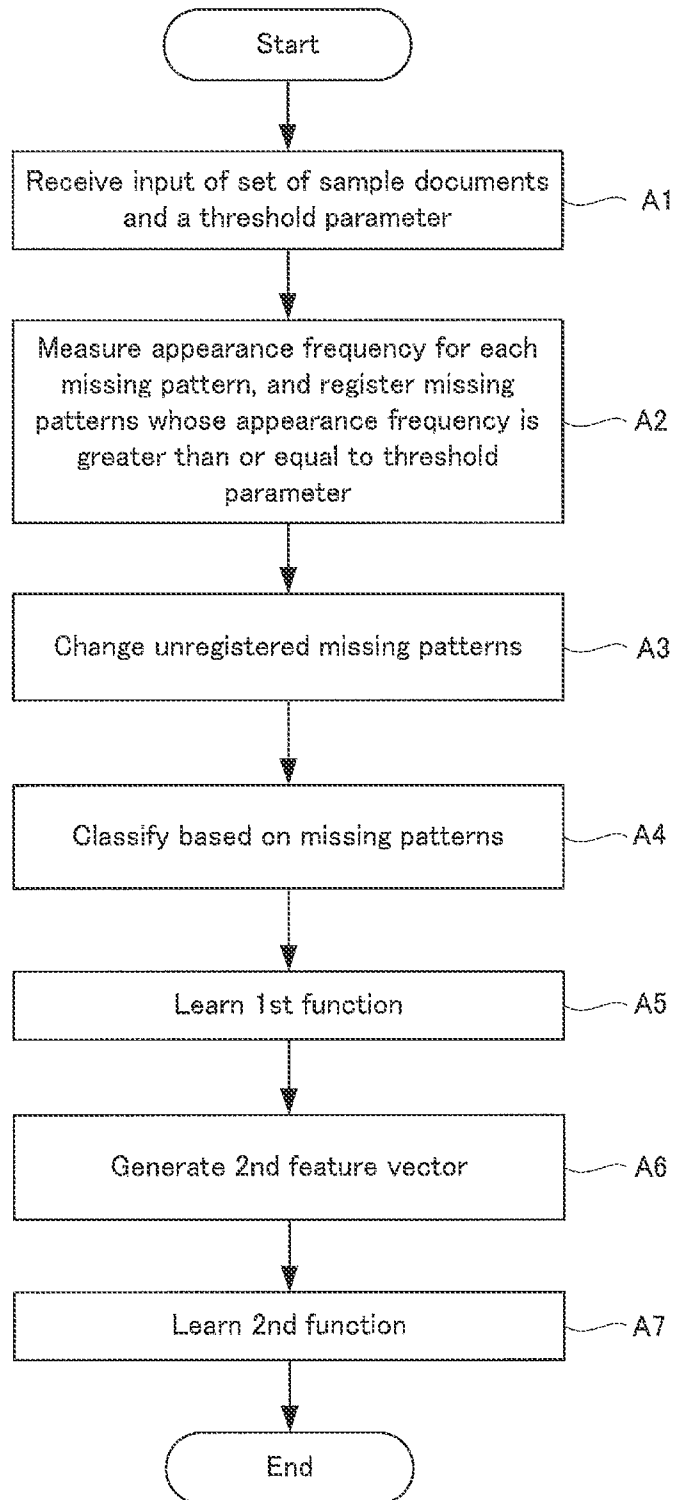 Start
Receive input of set of sample documents
and a threshold parameter
A1
Measure appearance frequency for each
missing pattern, and register missing
patterns whose appearance frequency is
greater than or equal to threshold
parameter
A2
Change unregistered missing patterns
A3
Classify based on missing patterns
A4
Learn 1st function
A5
Generate 2nd feature vector
A6
Learn 2nd function
A7
End